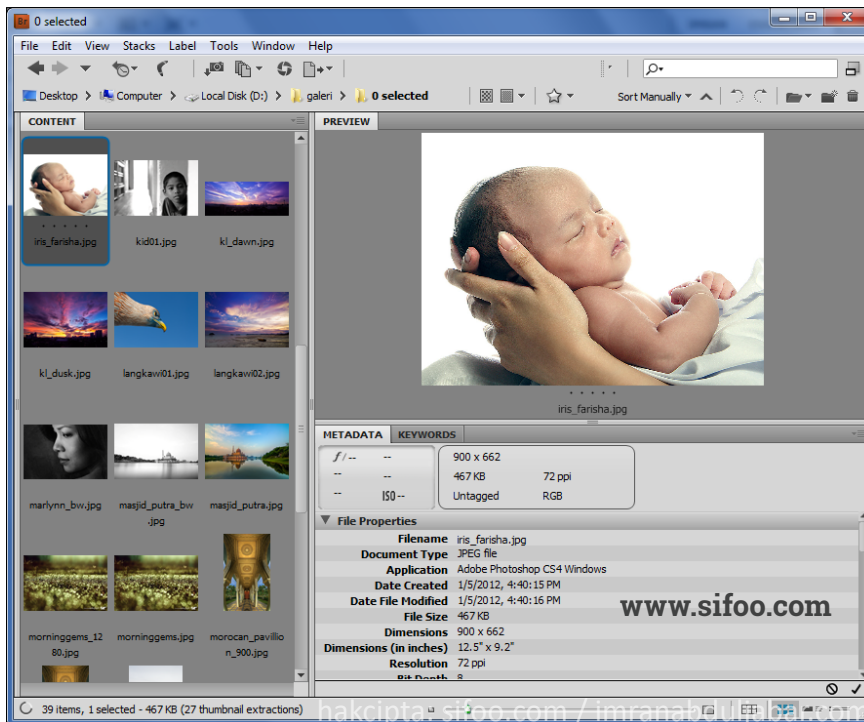 Br 0 selected
File Edit View Stacks Label Tools Window Help
Desktop > Computer > Local Disk (D:) > galeri > 0 selected Sort Manually
CONTENT
iris_farisha.jpg kid01.jpg kl_dawn.jpg
kl_dusk.jpg langkawi01.jpg langkawi02.jpg
marlynn_bw.jpg masjid_putra_bw
.jpg masjid_putra.jpg
morninggems_12
80.jpg morninggems.jpg morocan_pavillio
n_900.jpg
PREVIEW
iris_farisha.jpg
METADATA KEYWORDS
f/-- --
-- --
-- ISO --
900 x 662
467 KB 72 ppi
Untagged RGB
File Properties
Filename iris_farisha.jpg
Document Type JPEG file
Application Adobe Photoshop CS4 Windows
Date Created 1/5/2012, 4:40:15 PM
Date File Modified 1/5/2012, 4:40:16 PM
File Size 467 KB
Dimensions 900 x 662
Dimensions (in inches) 12.5" x 9.2"
Resolution 72 ppi
Bit Depth 8
www.sifoo.com
39 items, 1 selected - 467 KB (27 thumbnail extractions)
hakcipta: sifoo.com / imranabduljabar.com